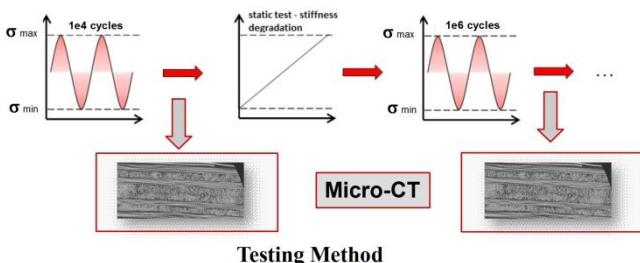 1e4 cycles
σ max
σ min
static test - stiffness
degradation
1e6 cycles
σ max
σ min
...
Micro-CT
Testing Method